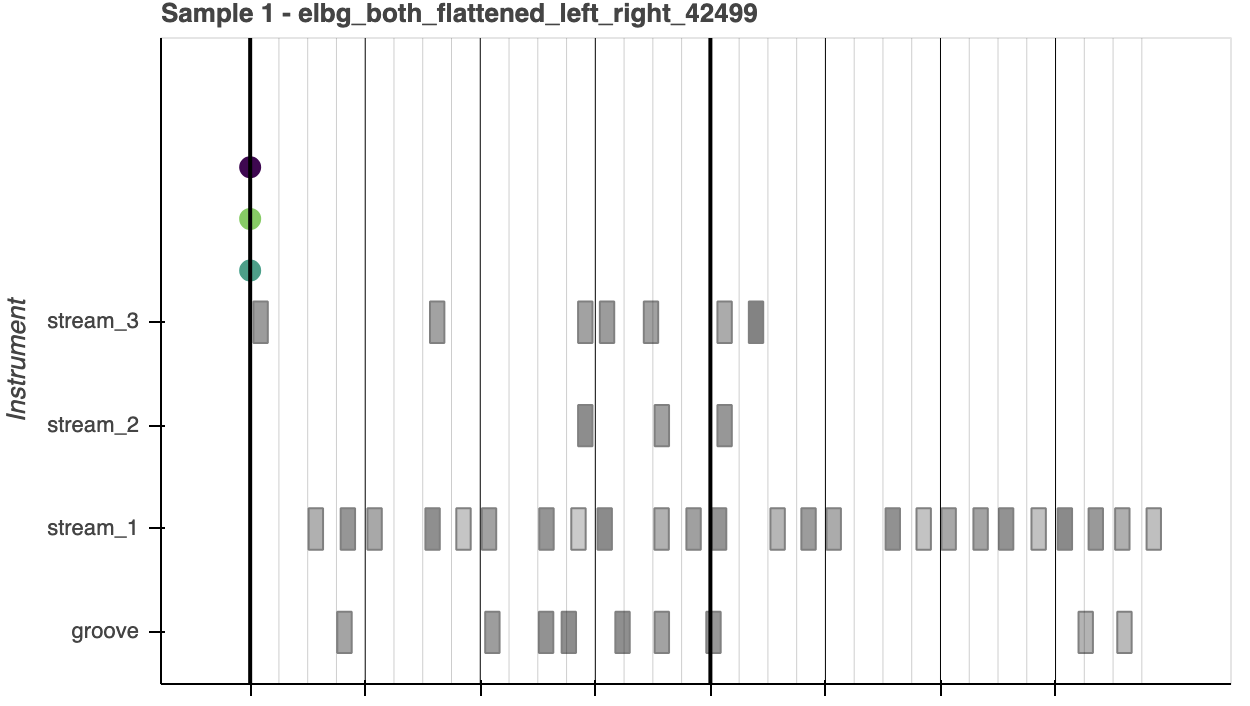 Sample 1 - elbg_both_flattened_left_right_42499
Instrument
stream_3
stream_2
stream_1
groove